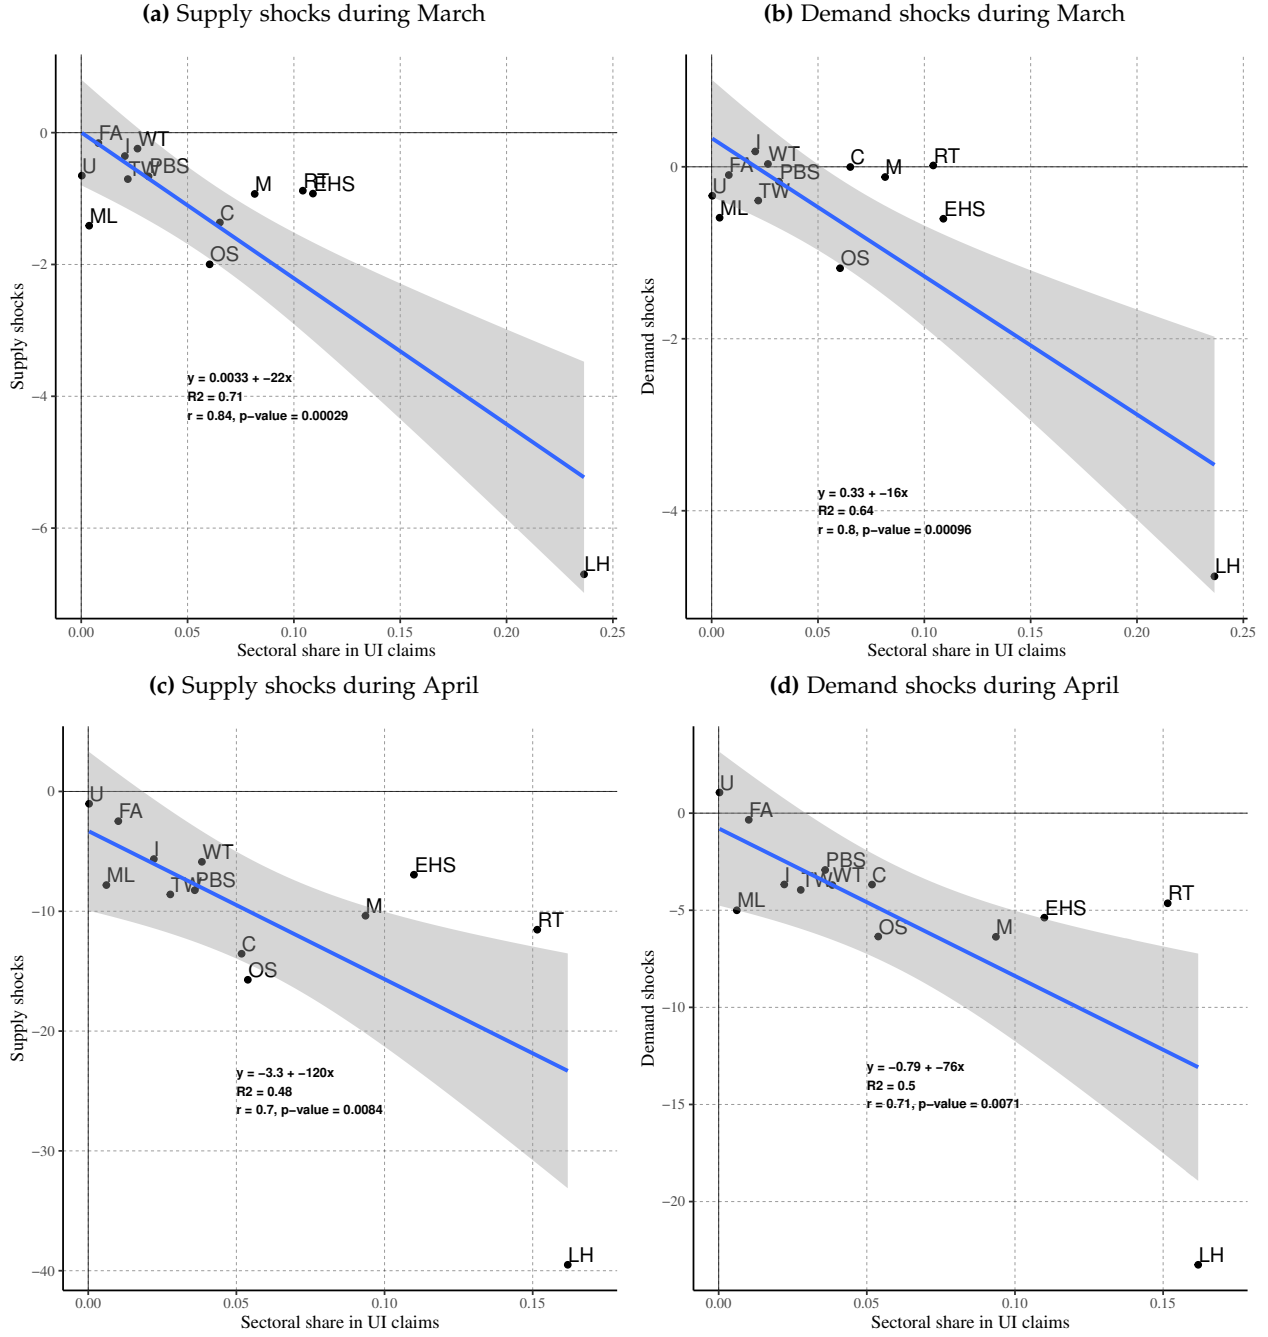 (a) Supply shocks during March
0
−2
−4
−6
Supply shocks
FA
WT
I
U
TW
PBS
ML
M
RT
EHS
C
OS
LH
y = 0.0033 + −22x
R2 = 0.71
r = 0.84, p−value = 0.00029
0.00 0.05 0.10 0.15 0.20 0.25
Sectoral share in UI claims
(b) Demand shocks during March
0
−2
−4
Demand shocks
I
WT
FA
PBS
U
TW
ML
C
M
RT
EHS
OS
LH
y = 0.33 + −16x
R2 = 0.64
r = 0.8, p−value = 0.00096
0.00 0.05 0.10 0.15 0.20 0.25
Sectoral share in UI claims
(c) Supply shocks during April
0
−10
−20
−30
−40
Supply shocks
U
FA
I
WT
ML
TW
PBS
EHS
M
RT
C
OS
LH
y = −3.3 + −120x
R2 = 0.48
r = 0.7, p−value = 0.0084
0.00 0.05 0.10 0.15
Sectoral share in UI claims
(d) Demand shocks during April
0
−5
−10
−15
−20
Demand shocks
U
FA
PBS
I
TW
WT
C
ML
OS
M
EHS
RT
LH
y = −0.79 + −76x
R2 = 0.5
r = 0.71, p−value = 0.0071
0.00 0.05 0.10 0.15
Sectoral share in UI claims